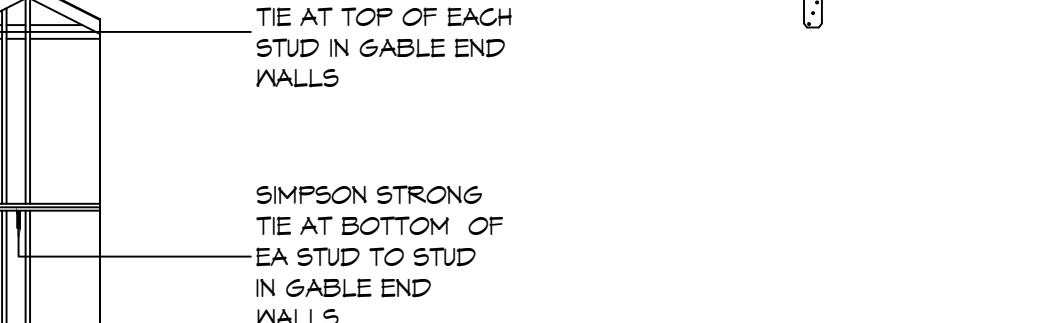 TIE AT TOP OF EACH
STUD IN GABLE END
WALLS
SIMPSON STRONG
TIE AT BOTTOM OF
EA STUD TO STUD
IN GABLE END
WALLS